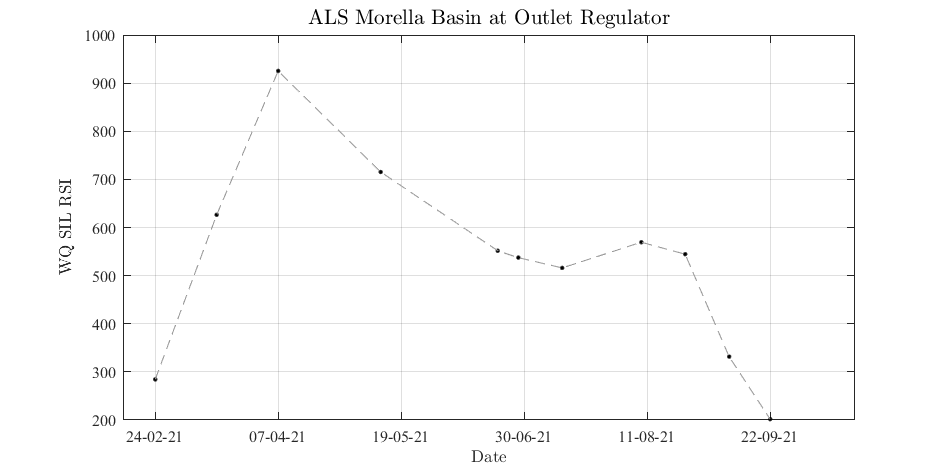 ALS Morella Basin at Outlet Regulator
1000
900
800
700
600
500
400
300
200
WQ SIL RSI
24-02-21 07-04-21 19-05-21 30-06-21 11-08-21 22-09-21
Date